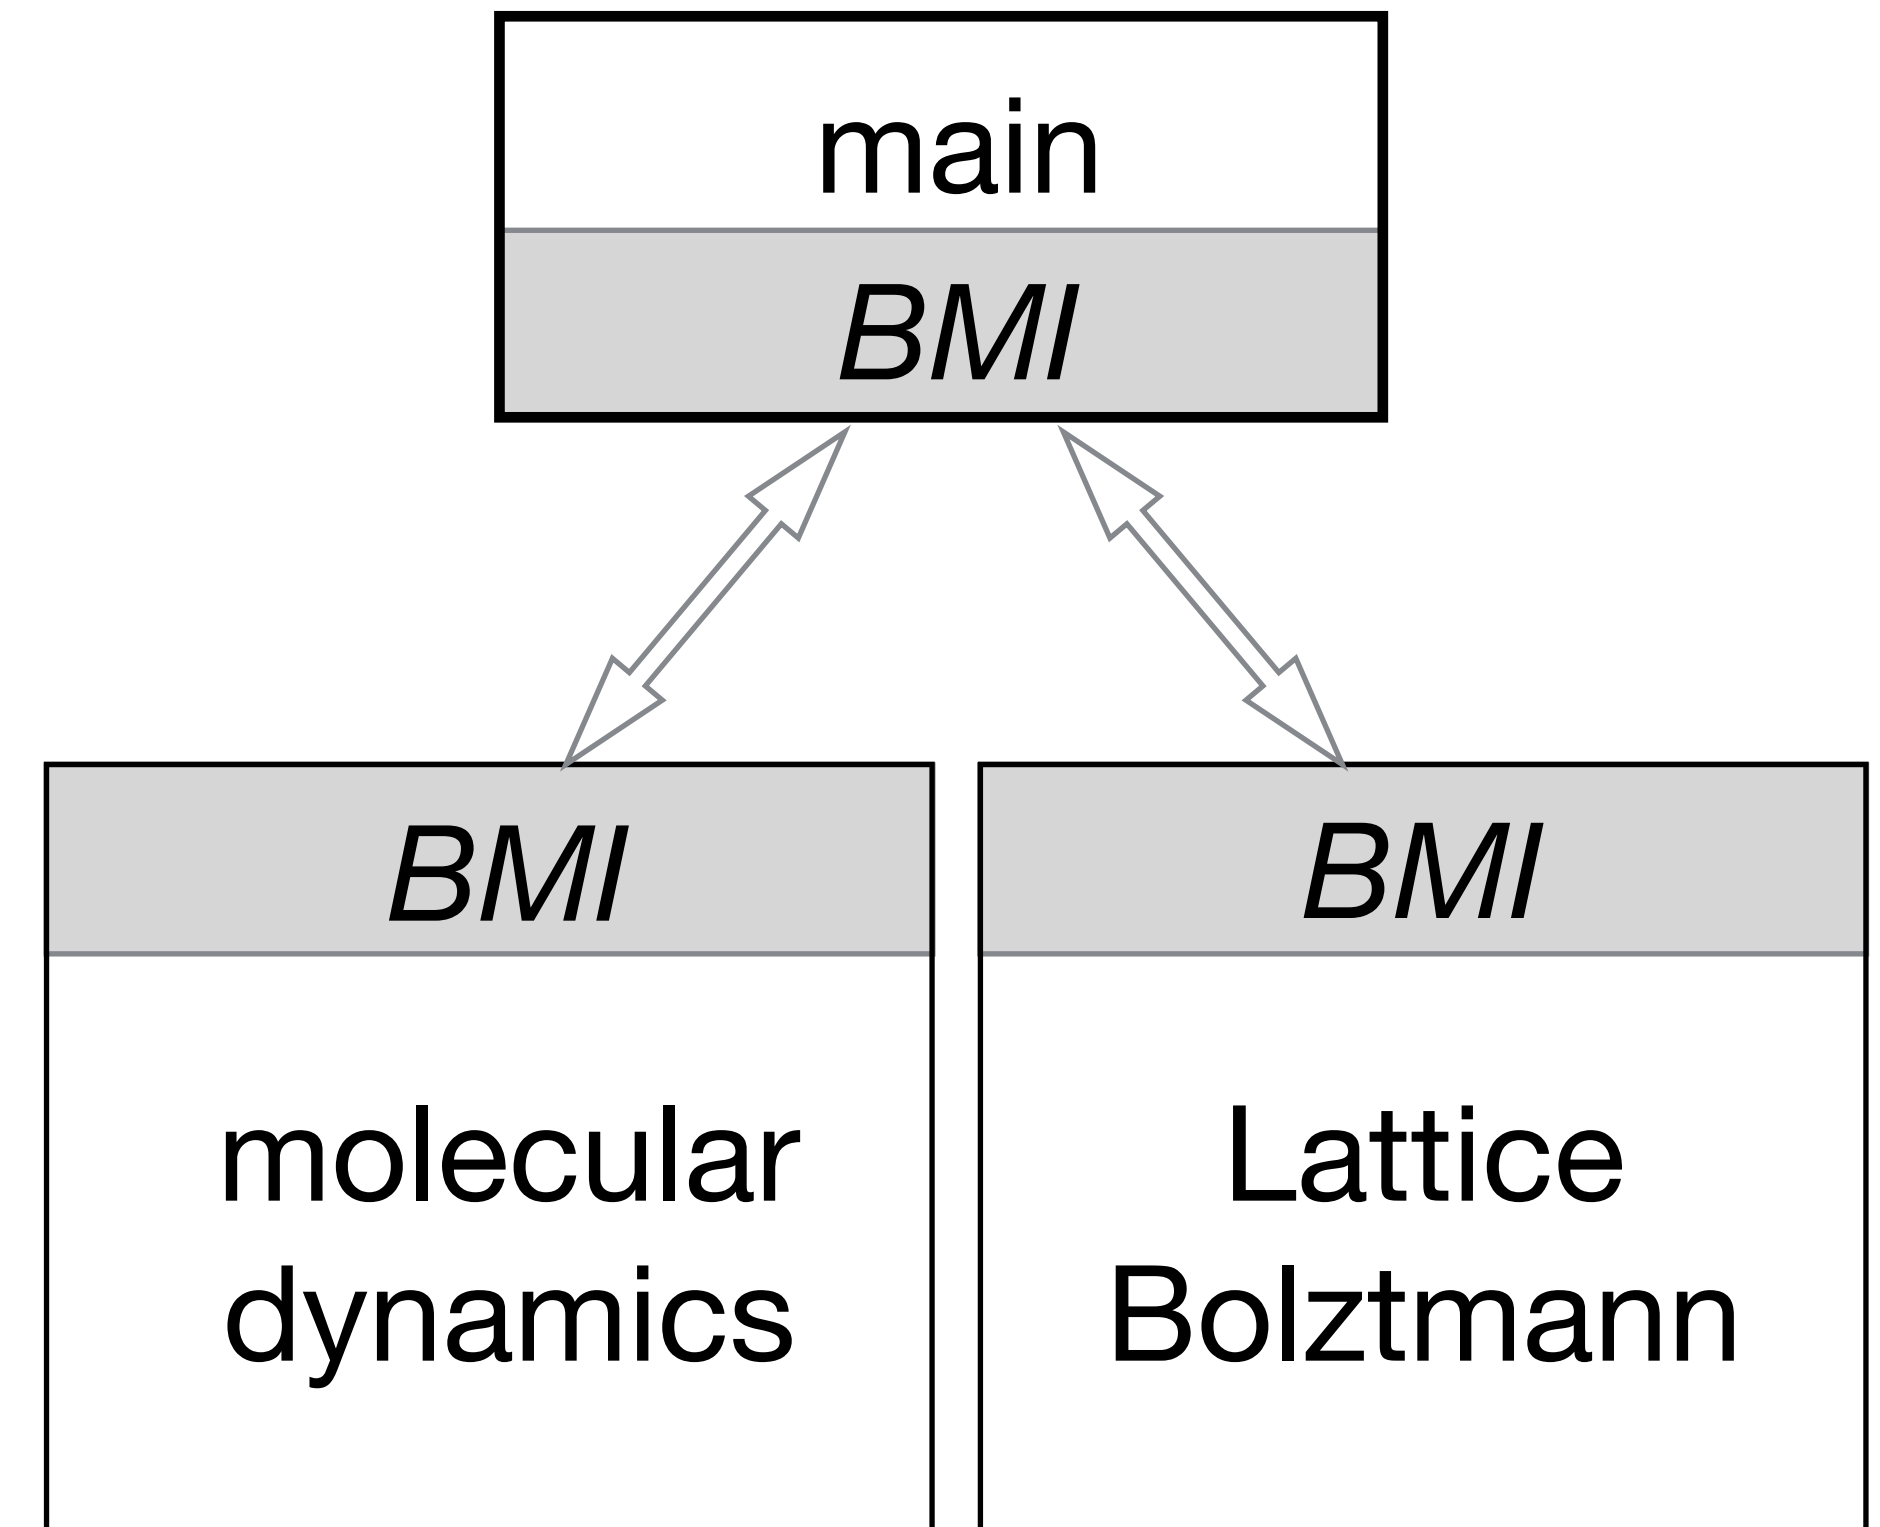 main
BMI
BMI
BMI
molecular
dynamics
Lattice
Bolztmann